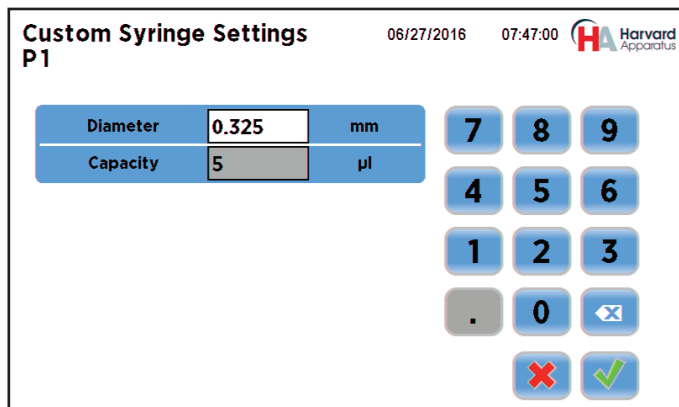 Custom Syringe Settings 06/27/2016 07:47:00 HA Harvard
P1 Apparatus
Diameter 0.325 mm
Capacity 5 µl
7 8 9
4 5 6
1 2 3
. 0